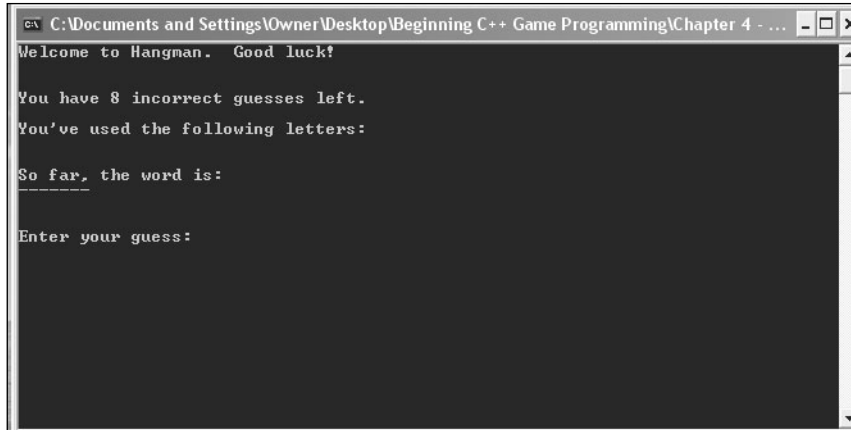 C:\Documents and Settings\Owner\Desktop\Beginning C++ Game Programming\Chapter 4 - ...
Welcome to Hangman.  Good luck!
You have 8 incorrect guesses left.
You've used the following letters:
So far, the word is:
-------
Enter your guess: